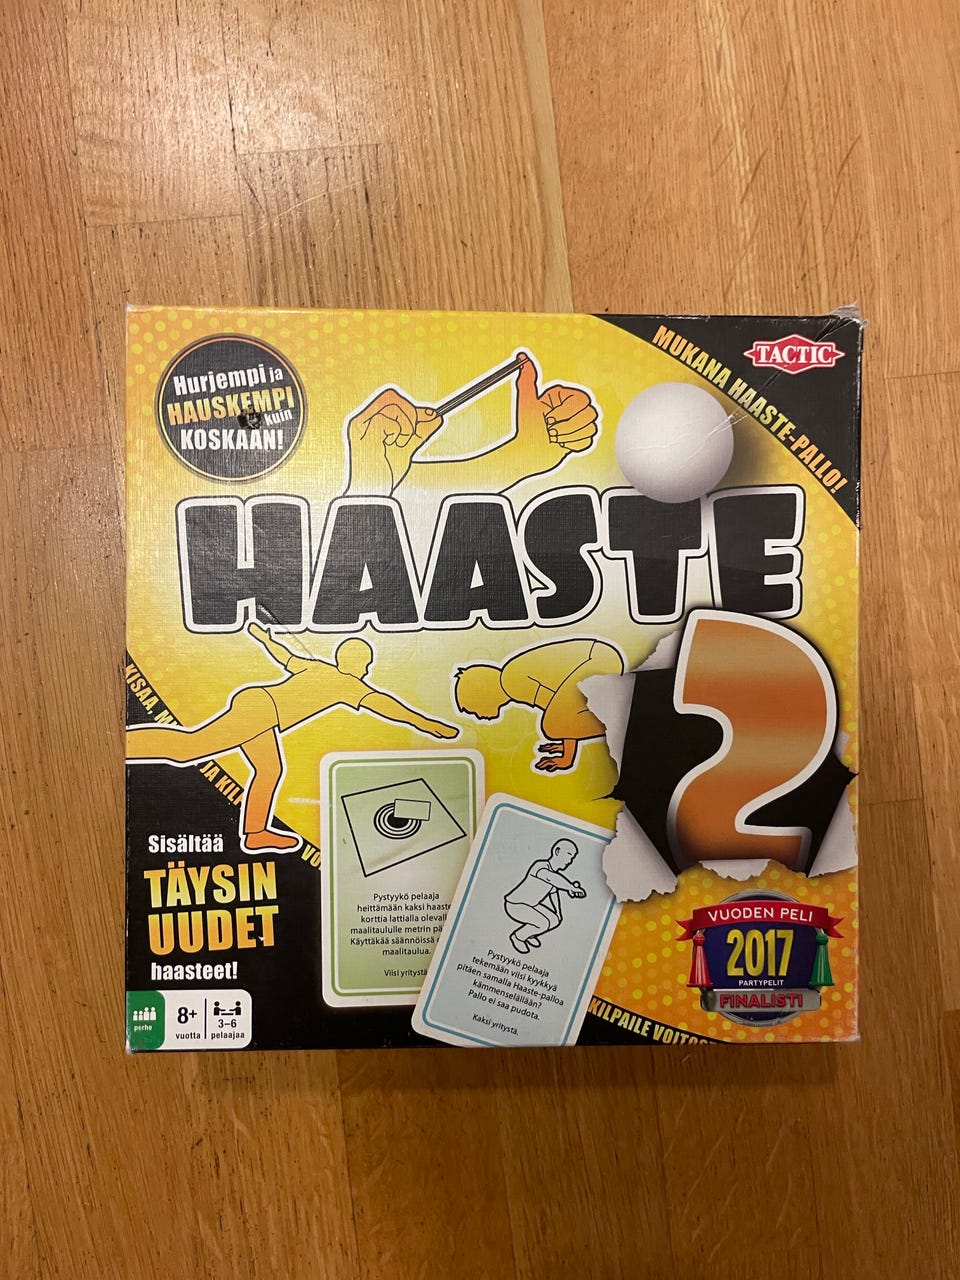 Hurjempi ja
HAUSKEMPI
kuin
KOSKAAN!
MUKANA HAASTE-PALLO!
TACTIC
HAASTE
2
KISAA,
JA
Sisältää
TÄYSIN
UUDET
haasteet!
Pystyykö pelaaja
heittämään kaksi haaste
korttia lattialla oleval
maalitaululle metrin
Käyttäkää säännöissä
maalitaulua.
Viisi yritystä
Pystyykö pelaaja
tekemään viisi kyykkyä
pitäen samalla Haaste-palloa
kämmenselällään?
Pallo ei saa pudota.
Kaksi yritystä.
VUODEN PELI
2017
PARTYPELIT
FINALISTI
KILPAILE
perhe
8+
vuotta
3–6
pelaajaa